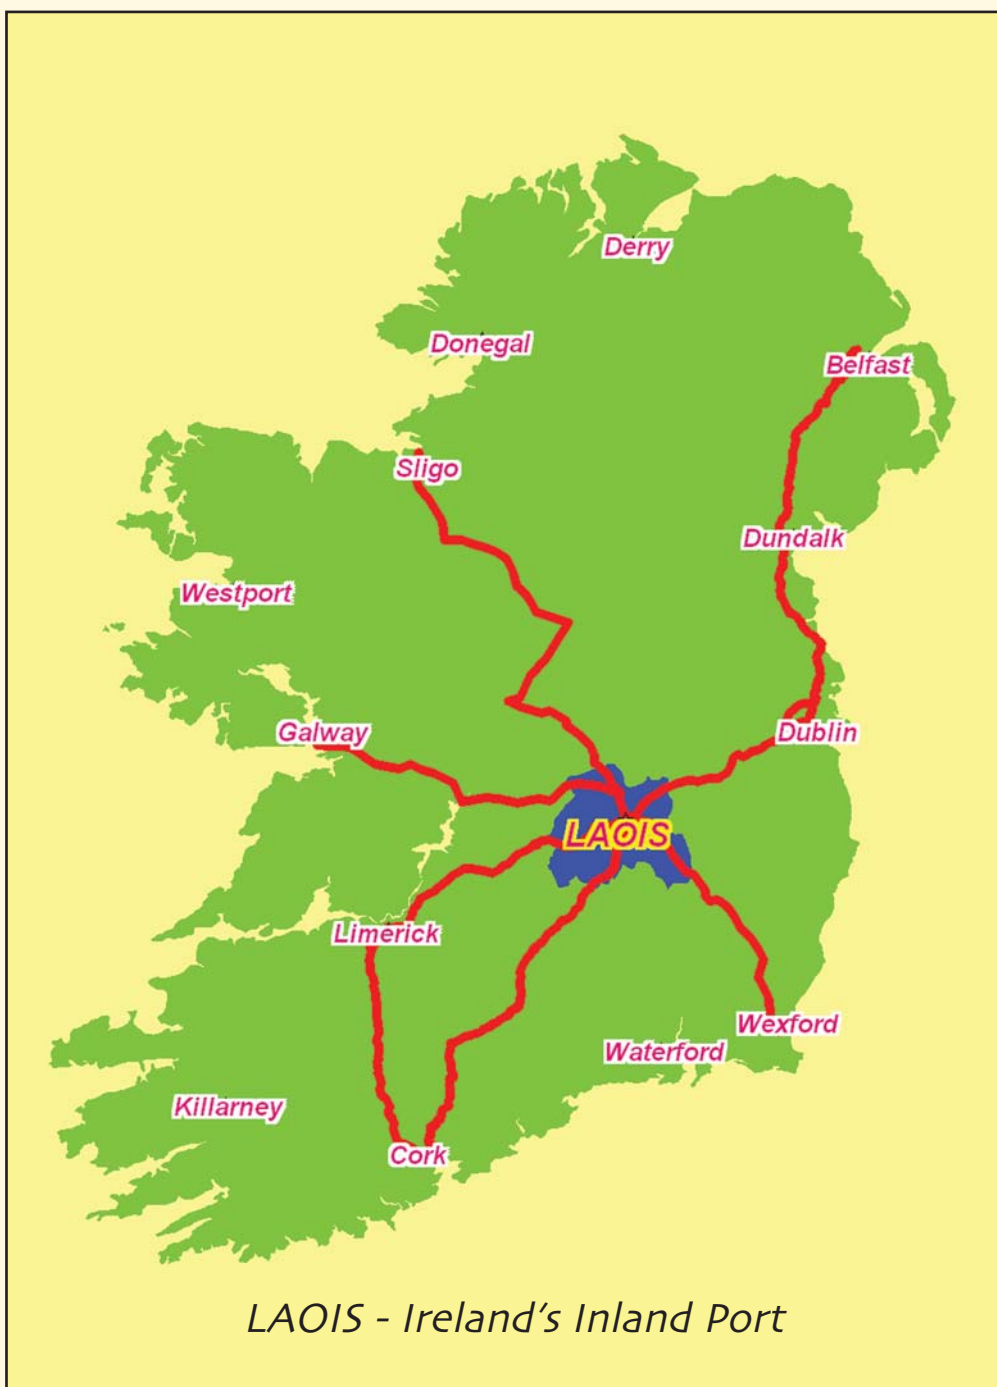 Derry
Donegal
Belfast
Sligo
Dundalk
Westport
Galway
Dublin
LAOIS
Limerick
Wexford
Waterford
Killarney
Cork
LAOIS - Ireland's Inland Port